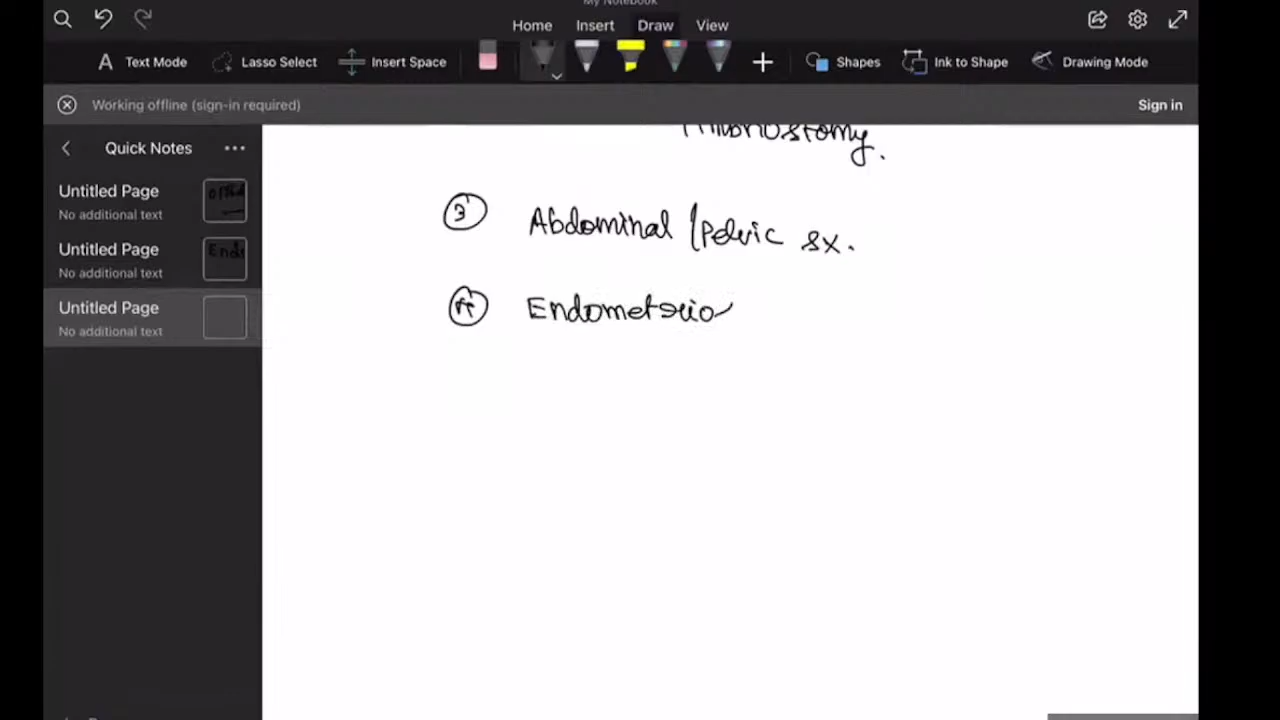 My Notebook
Home Insert Draw View
Text Mode Lasso Select Insert Space Shapes Ink to Shape Drawing Mode
Working offline (sign-in required) Sign in
Quick Notes
Untitled Page
No additional text
Untitled Page
No additional text
Untitled Page
No additional text
3 Abdominal / Pelvic sx.
Endometrio